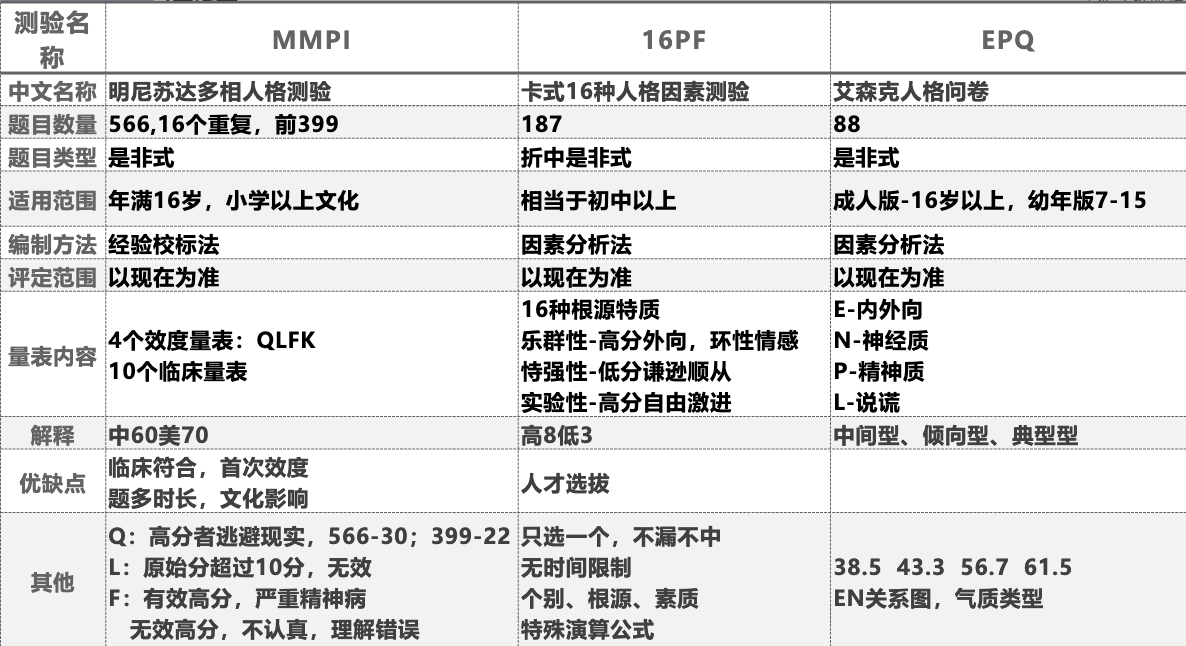 测验名称 MMPI 16PF EPQ
中文名称 明尼苏达多相人格测验 卡式16种人格因素测验 艾森克人格问卷
题目数量 566,16个重复，前399 187 88
题目类型 是非式 折中是非式 是非式
适用范围 年满16岁，小学以上文化 相当于初中以上 成人版-16岁以上，幼年版7-15
编制方法 经验校标法 因素分析法 因素分析法
评定范围 以现在为准 以现在为准 以现在为准
量表内容
4个效度量表：QLFK
10个临床量表
16种根源特质
乐群性-高分外向，环性情感
恃强性-低分谦逊顺从
实验性-高分自由激进
E-内外向
N-神经质
P-精神质
L-说谎
解释 中60美70 高8低3 中间型、倾向型、典型型
优缺点
临床符合，首次效度
题多时长，文化影响
人才选拔
其他
Q：高分者逃避现实，566-30；399-22
L：原始分超过10分，无效
F：有效高分，严重精神病
无效高分，不认真，理解错误
只选一个，不漏不中
无时间限制
个别、根源、素质
特殊演算公式
38.5 43.3 56.7 61.5
EN关系图，气质类型